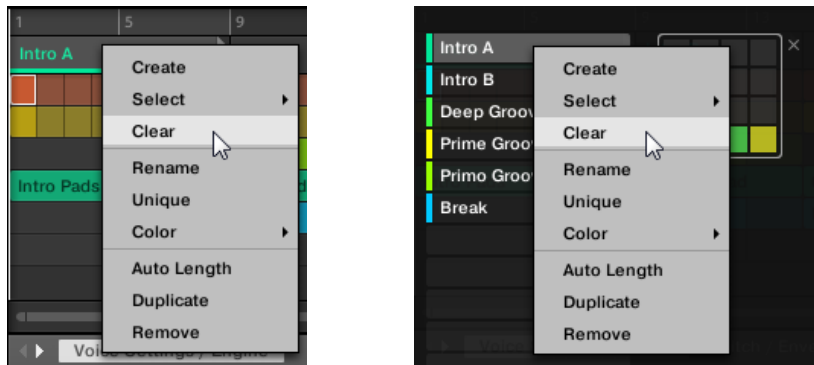 1 5 9
Intro A
Create
Select
Clear
Rename
Intro Pads
Unique
Color
Auto Length
Duplicate
Remove
Intro A
Intro B
Deep Groov
Prime Groo
Primo Groo
Break
Create
Select
Clear
Rename
Unique
Color
Auto Length
Duplicate
Remove
Voice